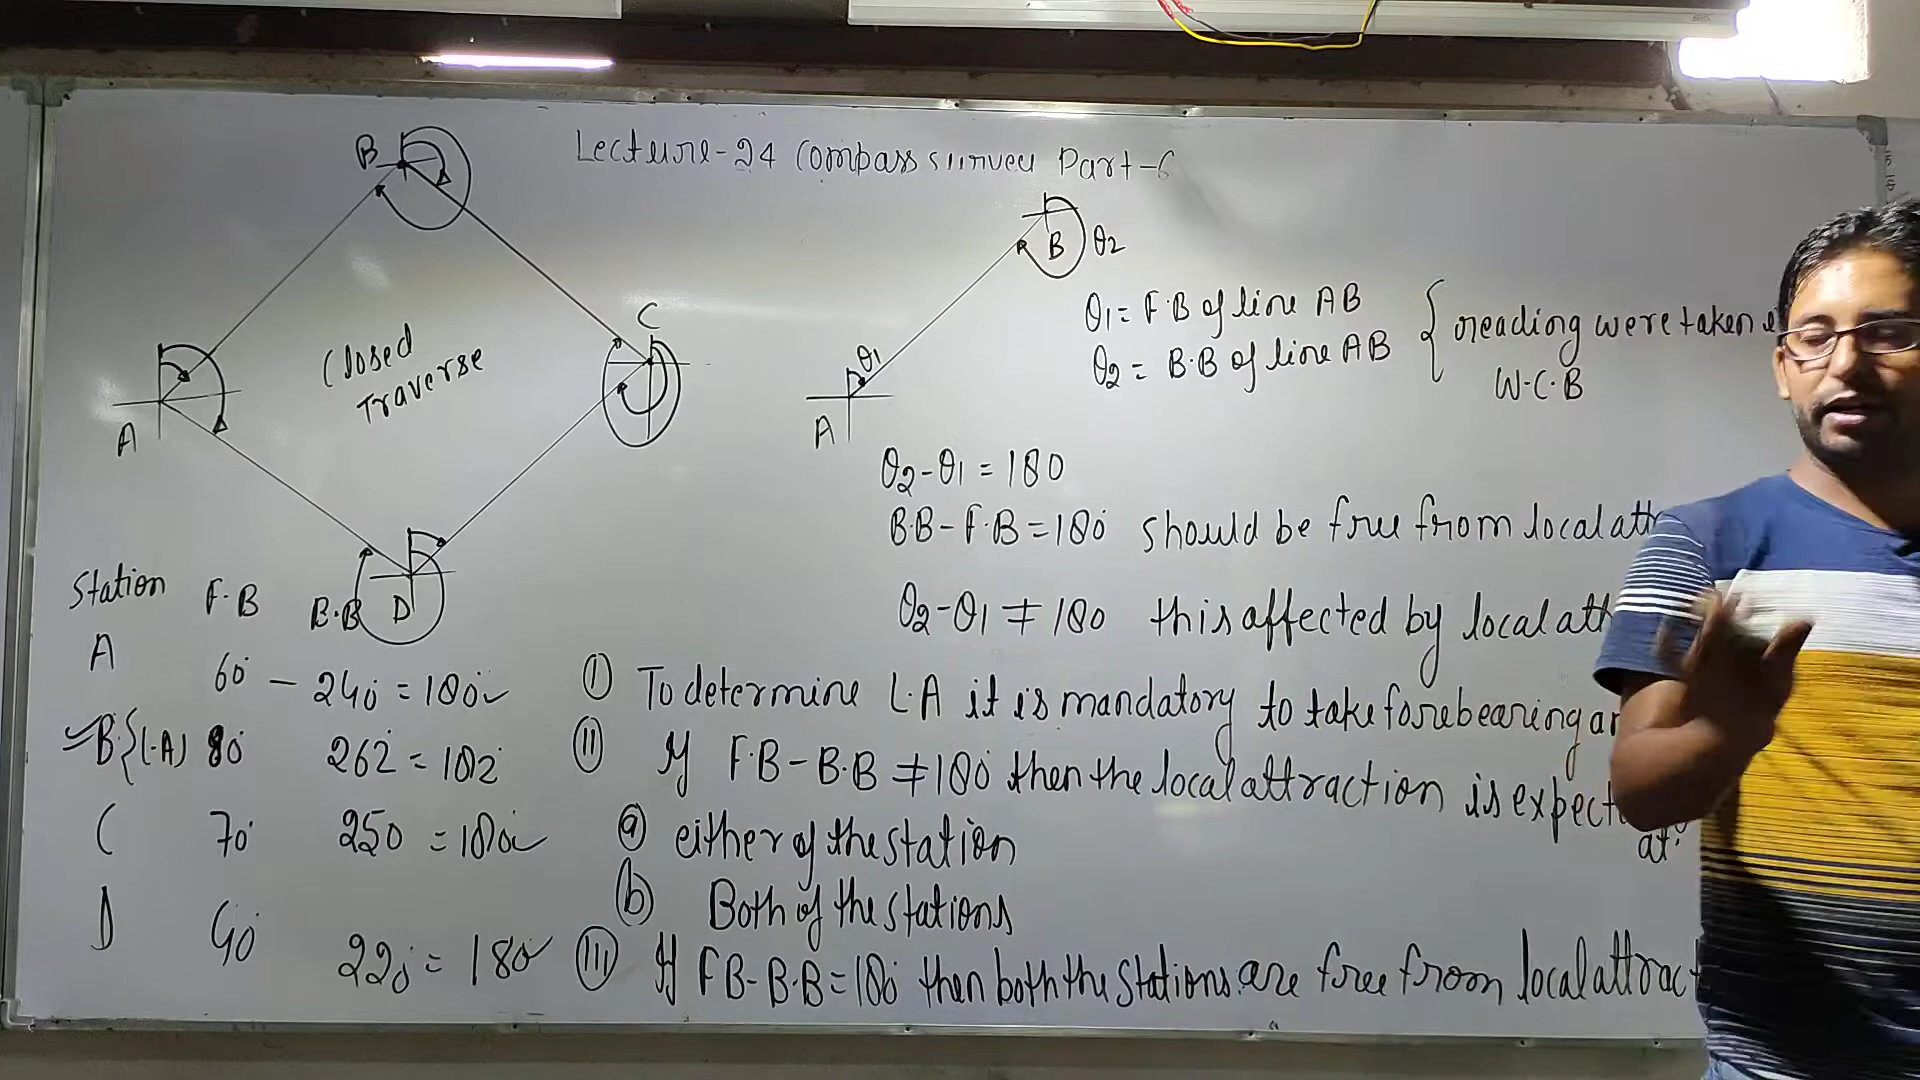 Lecture-24 Compass survey Part-6
B
C
A
D
Closed
Traverse
B
θ2
θ1
A
θ1 = F.B of line AB
θ2 = B.B of line AB
{ reading were taken
W.C.B
θ2-θ1 = 180
B.B - F.B = 180° should be free from local
θ2-θ1 ≠ 180 this affected by local
Station F.B B.B
A 60° - 240° = 180° ✓
✓ B {L.A) 80° 262° = 182°
C 70° 250 = 180° ✓
D 40° 220 = 180 ✓
(I) To determine L.A it is mandatory to take forebearing
(II) If F.B - B.B ≠ 180° then the local attraction is expect
at
(a) either of the station
(b) Both of the stations
(III) If FB - B.B = 180° then both the stations are free from local attract